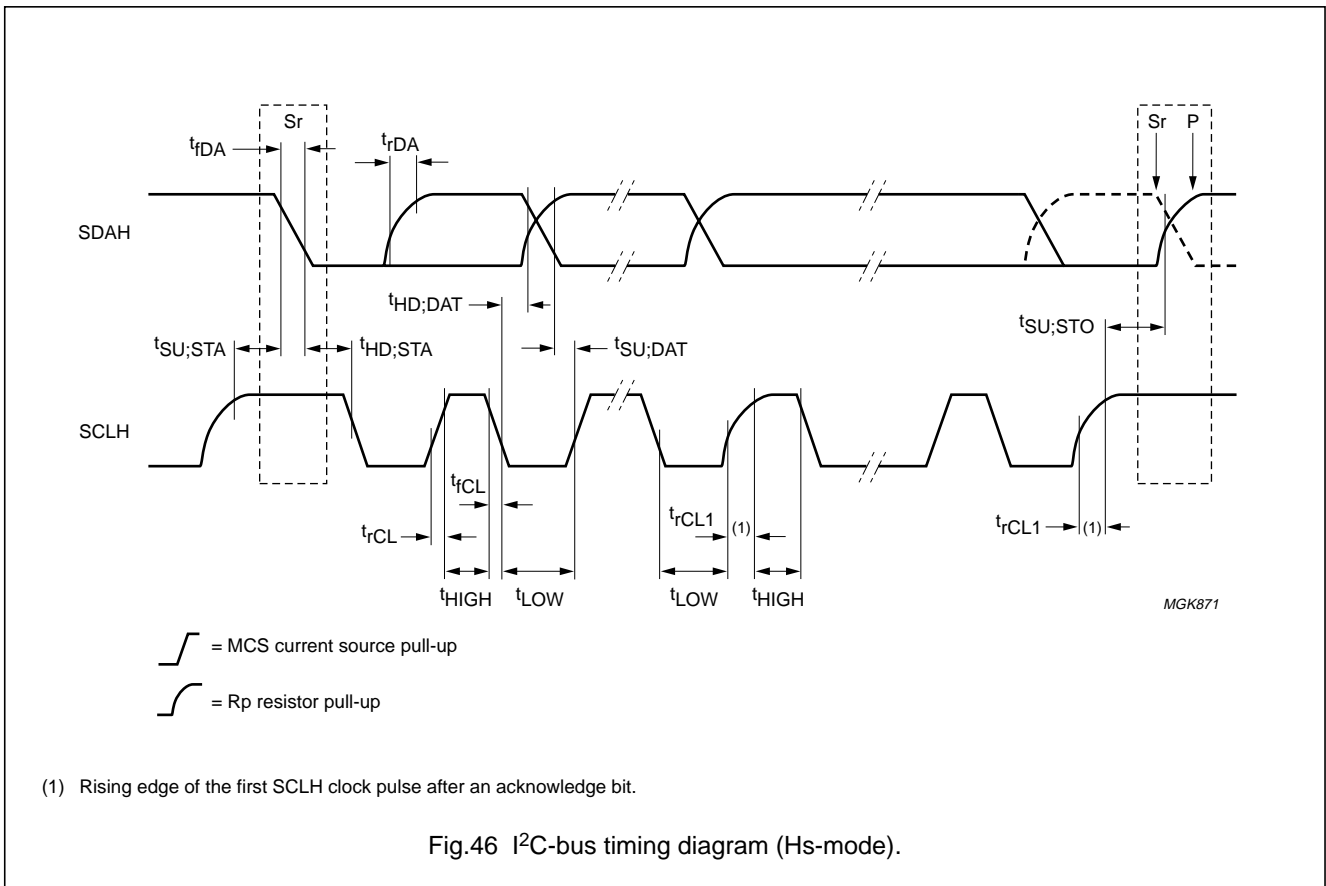 Sr
tfDA
trDA
Sr P
SDAH
tHD;DAT
tSU;STO
tSU;STA
tHD;STA
tSU;DAT
SCLH
tfCL
trCL
trCL1
(1)
trCL1
(1)
tHIGH
tLOW
tLOW
tHIGH
MGK871
= MCS current source pull-up
= Rp resistor pull-up
(1) Rising edge of the first SCLH clock pulse after an acknowledge bit.
Fig.46 I²C-bus timing diagram (Hs-mode).